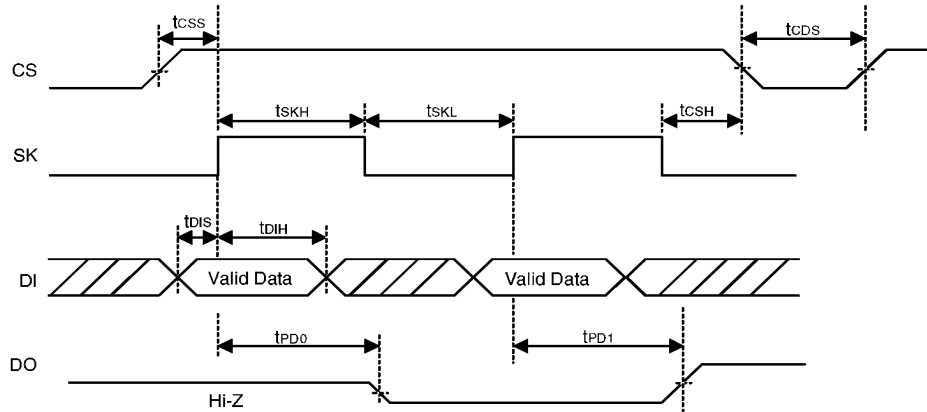 tCSS
tCDS
CS
tSKH
tSKL
tCSH
SK
tDIS
tDIH
DI
Valid Data
Valid Data
tPD0
tPD1
DO
Hi-Z